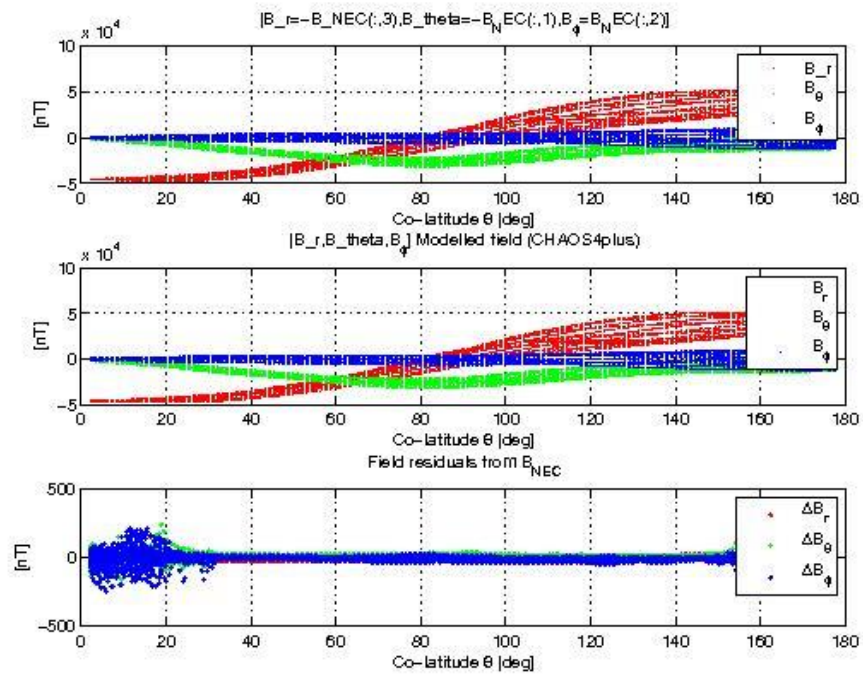 [B_r=−B_NEC(:,3),B_theta=−B_NEC(:,1),B_ϕ=B_NEC(:,2)]
x 10^4
10
5
0
−5
[nT]
0 20 40 60 80 100 120 140 160 180
Co−latitude θ [deg]
B_r
B_θ
B_ϕ
[B_r,B_theta,B_ϕ] Modelled field (CHAOS4plus)
x 10^4
10
5
0
−5
[nT]
0 20 40 60 80 100 120 140 160 180
Co−latitude θ [deg]
B_r
B_θ
B_ϕ
Field residuals from B_NEC
500
0
−500
[nT]
0 20 40 60 80 100 120 140 160 180
Co−latitude θ [deg]
ΔB_r
ΔB_θ
ΔB_ϕ